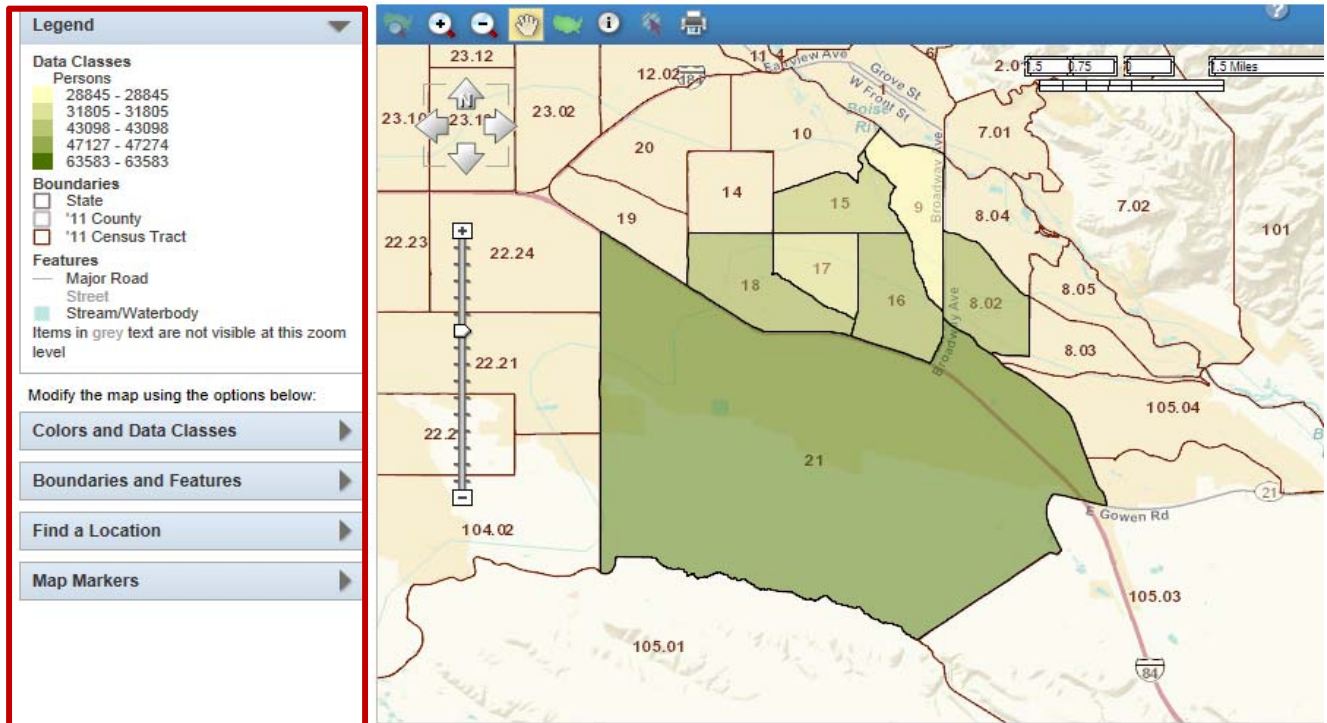 Legend
Data Classes
Persons
28845 - 28845
31805 - 31805
43098 - 43098
47127 - 47274
63583 - 63583
Boundaries
State
'11 County
'11 Census Tract
Features
Major Road
Street
Stream/Waterbody
Items in grey text are not visible at this zoom
level
Modify the map using the options below:
Colors and Data Classes
Boundaries and Features
Find a Location
Map Markers
23.12
12.02
11
Fairview Ave
Grove St
W Front St
Boise
1.5 0.75 0 1.5 Miles
N
23.02
10
7.01
20
14
15
9
Broadway Ave
8.04
7.02
101
19
22.23
22.24
18
17
16
8.02
8.05
Broadway Ave
8.03
22.21
105.04
21
21
E Gowen Rd
104.02
105.03
105.01
84